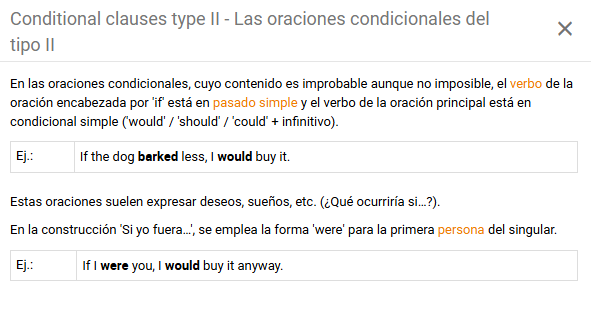 Conditional clauses type II - Las oraciones condicionales del
tipo II
En las oraciones condicionales, cuyo contenido es improbable aunque no imposible, el verbo de la
oración encabezada por 'if' está en pasado simple y el verbo de la oración principal está en
condicional simple ('would' / 'should' / 'could' + infinitivo).
Ej.: If the dog barked less, I would buy it.
Estas oraciones suelen expresar deseos, sueños, etc. (¿Qué ocurriría si...?).
En la construcción 'Si yo fuera...', se emplea la forma 'were' para la primera persona del singular.
Ej.: If I were you, I would buy it anyway.